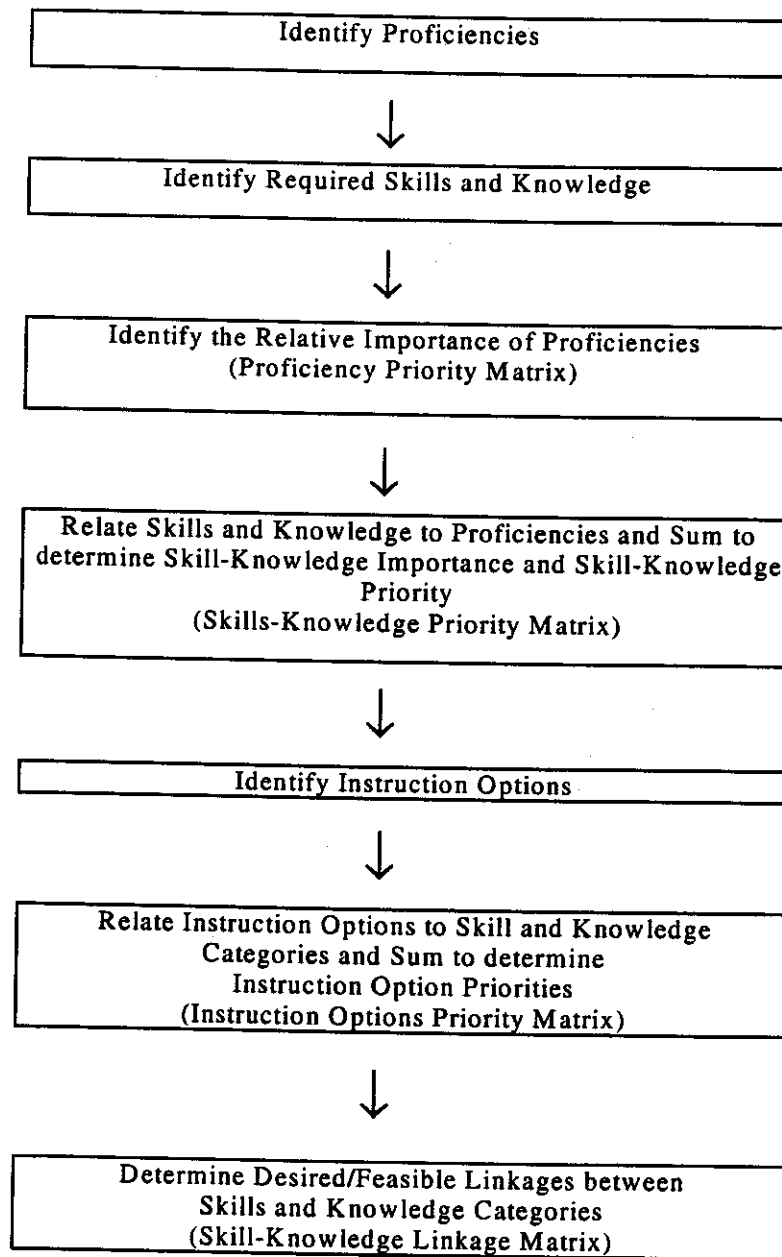 Identify Proficiencies
Identify Required Skills and Knowledge
Identify the Relative Importance of Proficiencies
(Proficiency Priority Matrix)
Relate Skills and Knowledge to Proficiencies and Sum to
determine Skill-Knowledge Importance and Skill-Knowledge
Priority
(Skills-Knowledge Priority Matrix)
Identify Instruction Options
Relate Instruction Options to Skill and Knowledge
Categories and Sum to determine
Instruction Option Priorities
(Instruction Options Priority Matrix)
Determine Desired/Feasible Linkages between
Skills and Knowledge Categories
(Skill-Knowledge Linkage Matrix)